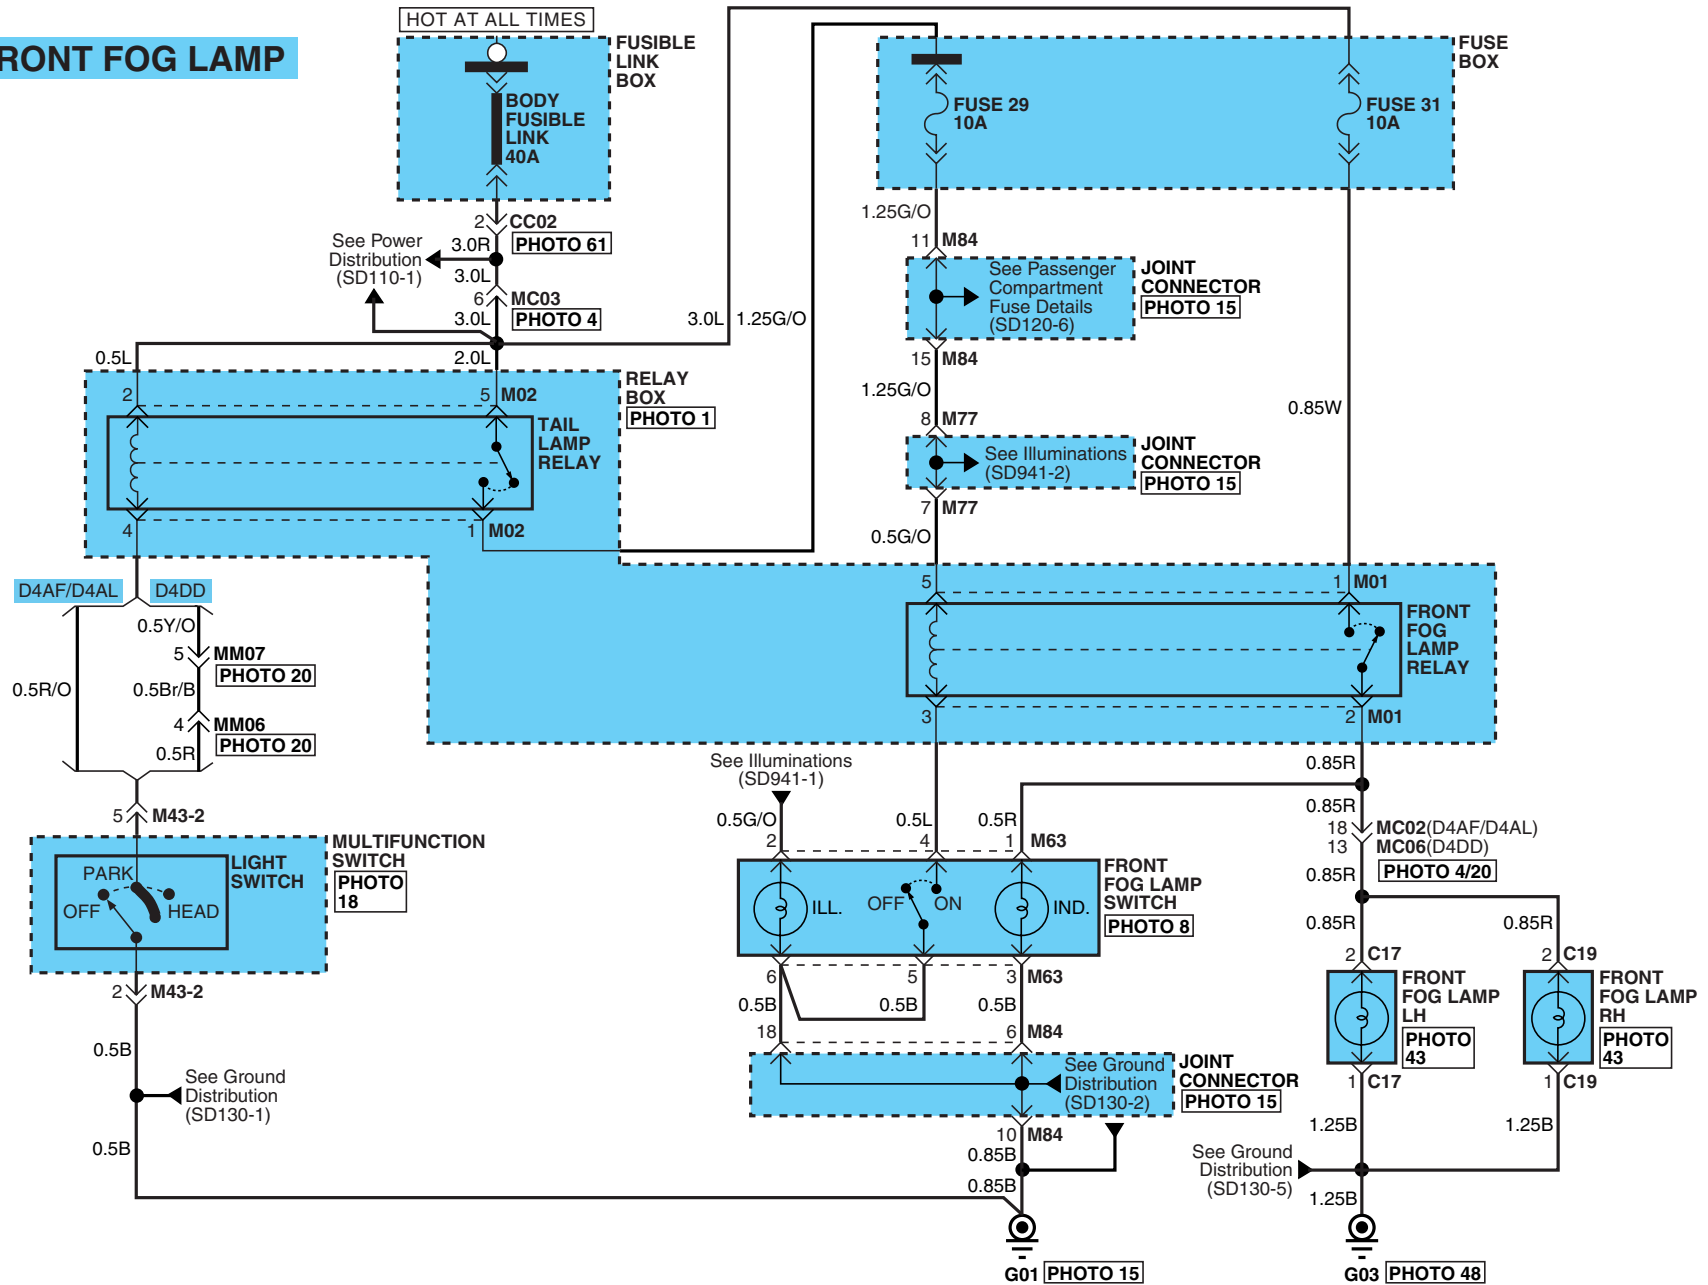 RONT FOG LAMP
HOT AT ALL TIMES
FUSIBLE
LINK
BOX
BODY
FUSIBLE
LINK
40A
2 CC02
PHOTO 61
See Power
Distribution
(SD110-1)
3.0R
3.0L
6 MC03
PHOTO 4
3.0L
3.0L
1.25G/O
FUSE
BOX
FUSE 29
10A
FUSE 31
10A
1.25G/O
11 M84
See Passenger
Compartment
Fuse Details
(SD120-6)
JOINT
CONNECTOR
PHOTO 15
15 M84
1.25G/O
8 M77
See Illuminations
(SD941-2)
JOINT
CONNECTOR
PHOTO 15
7 M77
0.5G/O
0.85W
0.5L
2.0L
2
5 M02
RELAY
BOX
PHOTO 1
TAIL
LAMP
RELAY
4
1 M02
D4AF/D4AL
D4DD
0.5Y/O
5 MM07
PHOTO 20
0.5R/O
0.5Br/B
4 MM06
PHOTO 20
0.5R
5 M43-2
MULTIFUNCTION
SWITCH
PHOTO
18
LIGHT
SWITCH
PARK
OFF
HEAD
2 M43-2
0.5B
See Ground
Distribution
(SD130-1)
0.5B
5
1 M01
FRONT
FOG
LAMP
RELAY
3
2 M01
See Illuminations
(SD941-1)
0.5G/O
0.5L
0.5R
2
4
1 M63
FRONT
FOG LAMP
SWITCH
PHOTO 8
ILL.
OFF
ON
IND.
6
5
3 M63
0.5B
0.5B
0.5B
18
6 M84
See Ground
Distribution
(SD130-2)
JOINT
CONNECTOR
PHOTO 15
10 M84
0.85B
0.85B
G01 PHOTO 15
0.85R
0.85R
18 MC02(D4AF/D4AL)
13 MC06(D4DD)
PHOTO 4/20
0.85R
0.85R
0.85R
2 C17
2 C19
FRONT
FOG LAMP
LH
PHOTO
43
FRONT
FOG LAMP
RH
PHOTO
43
1 C17
1 C19
1.25B
1.25B
See Ground
Distribution
(SD130-5)
1.25B
G03 PHOTO 48